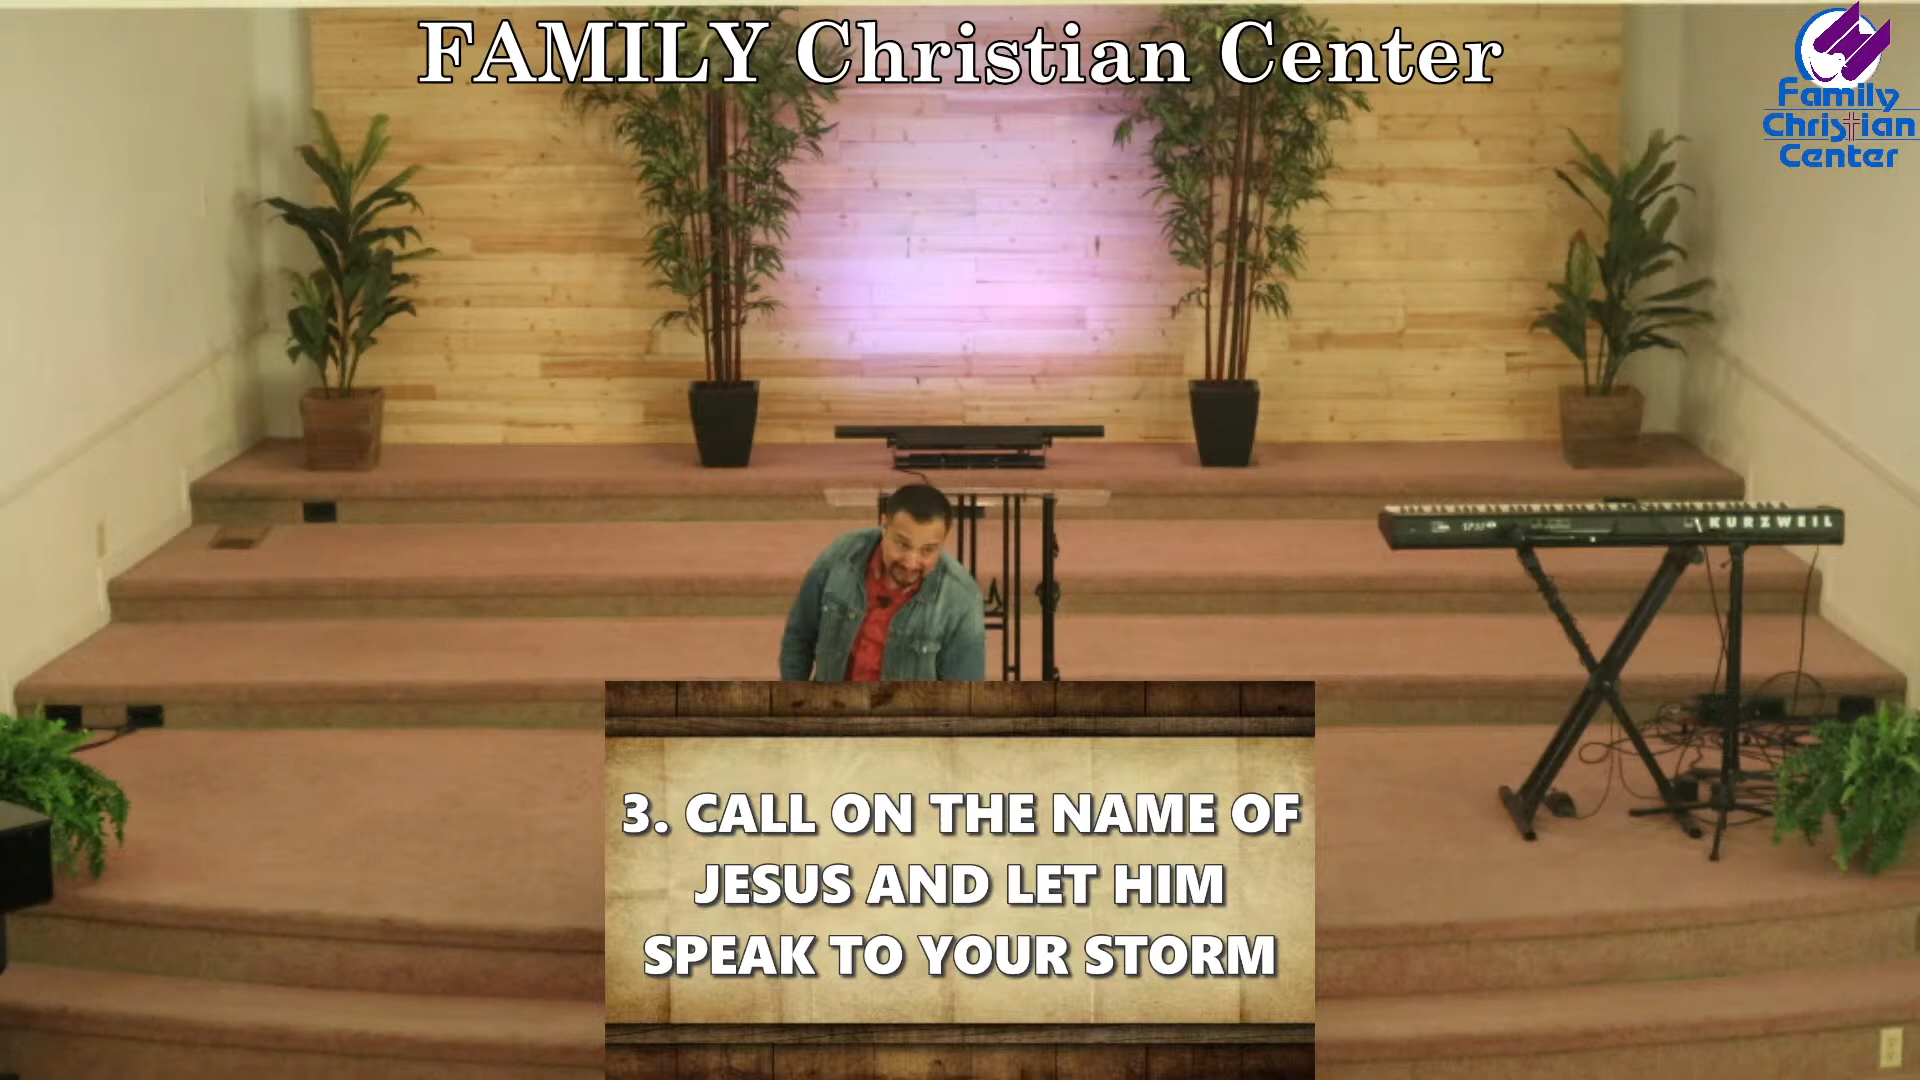 FAMILY Christian Center
Family
Christian
Center
KURZWEIL
3. CALL ON THE NAME OF
JESUS AND LET HIM
SPEAK TO YOUR STORM